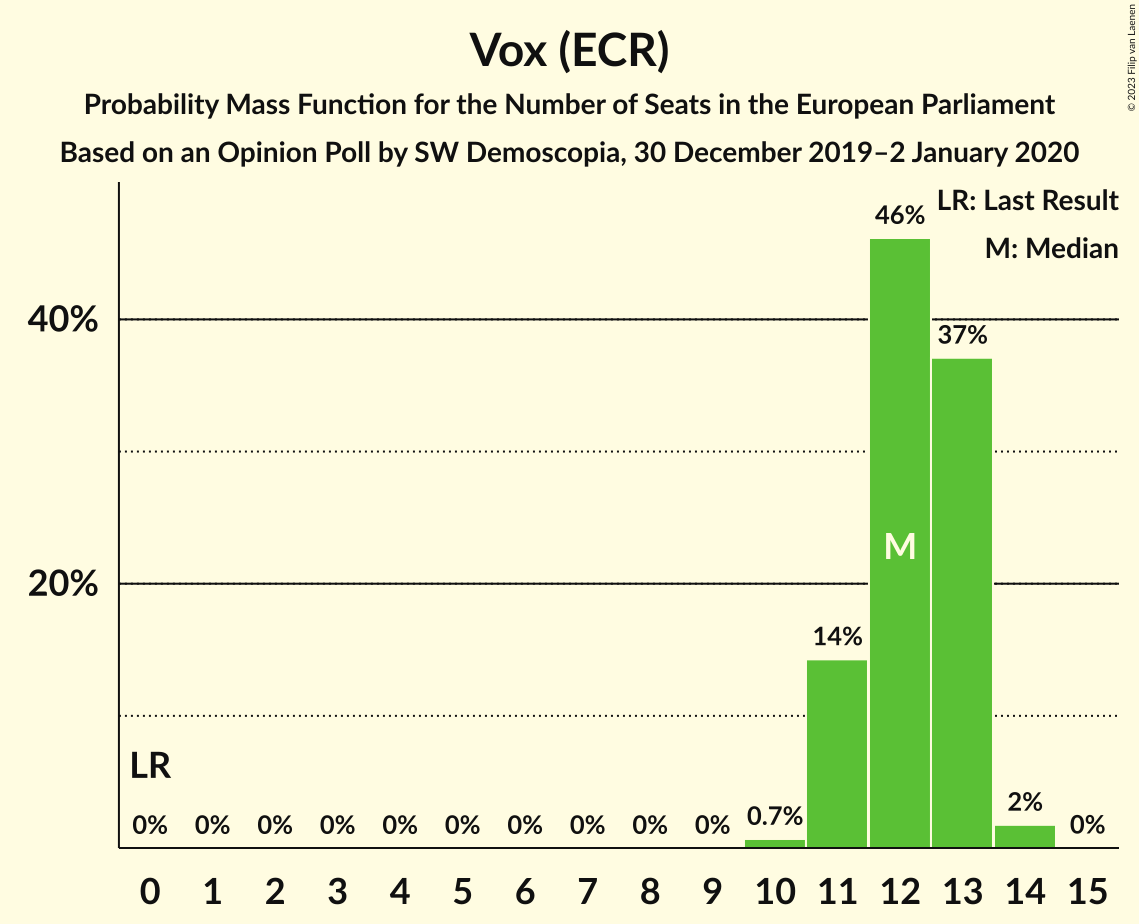 Vox (ECR)
Probability Mass Function for the Number of Seats in the European Parliament
Based on an Opinion Poll by SW Demoscopia, 30 December 2019–2 January 2020
© 2023 Filip van Laenen
LR: Last Result
M: Median
40%
20%
LR
M
0% 0% 0% 0% 0% 0% 0% 0% 0% 0% 0.7% 14% 46% 37% 2% 0%
0 1 2 3 4 5 6 7 8 9 10 11 12 13 14 15